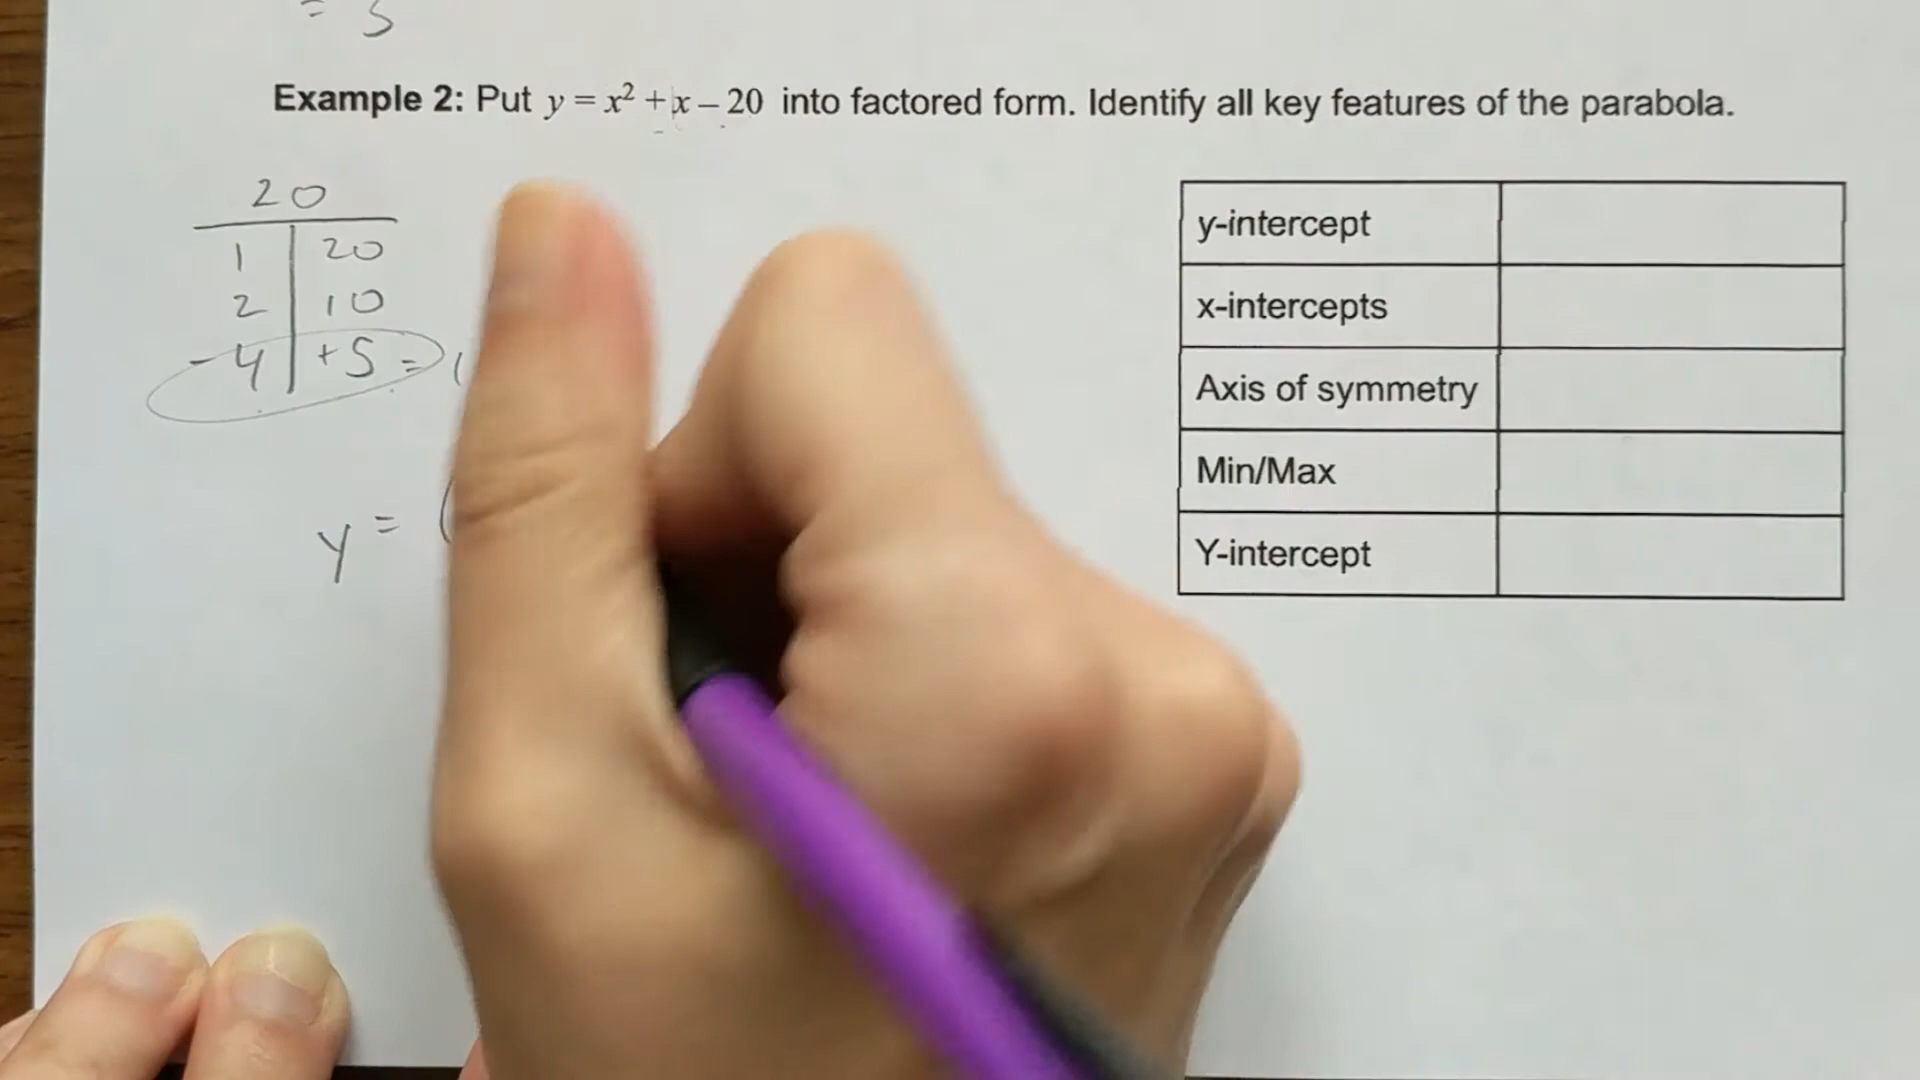 = 5
Example 2: Put y = x² + x – 20 into factored form. Identify all key features of the parabola.
20
1 20
2 10
-4 +5 = 1
y = (
y-intercept
x-intercepts
Axis of symmetry
Min/Max
Y-intercept